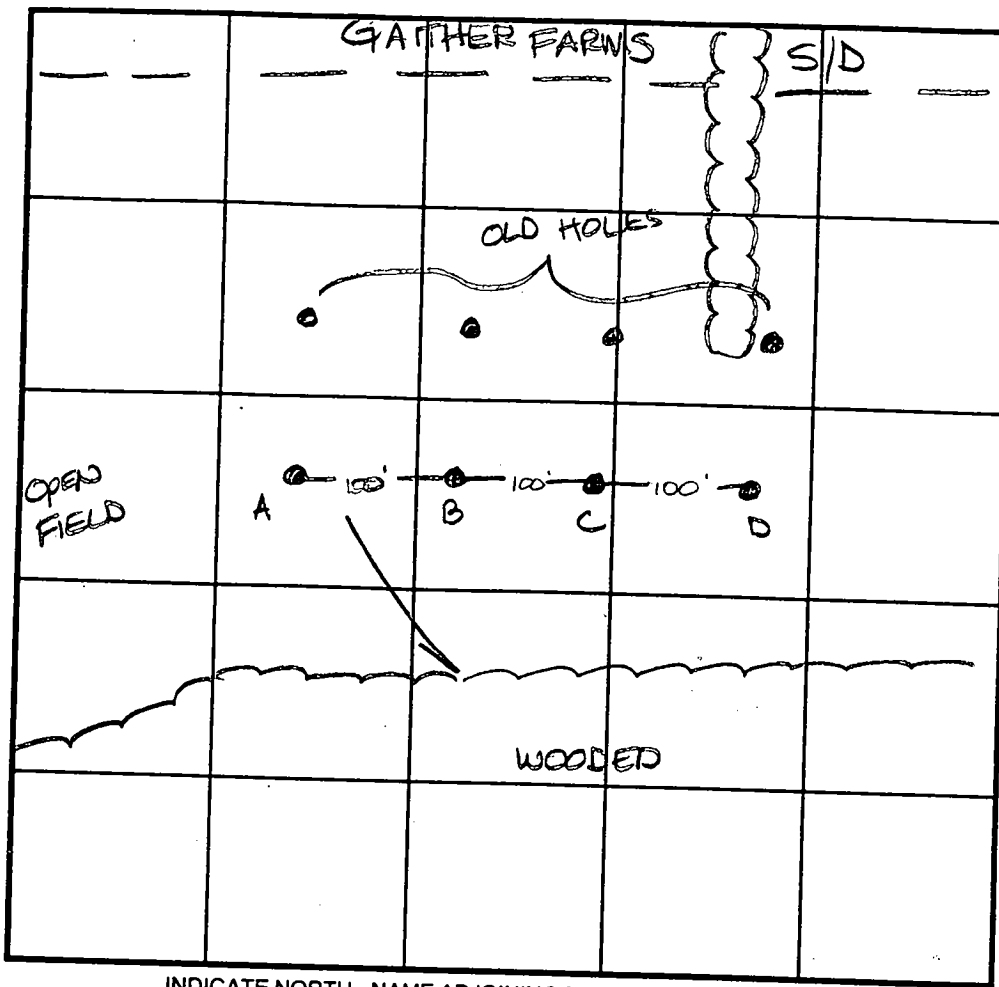 GAITHER FARMS S/D
OLD HOLES
OPEN
FIELD
100' 100' 100'
A B C D
WOODED
INDICATE NORTH - NAME ADJOINING